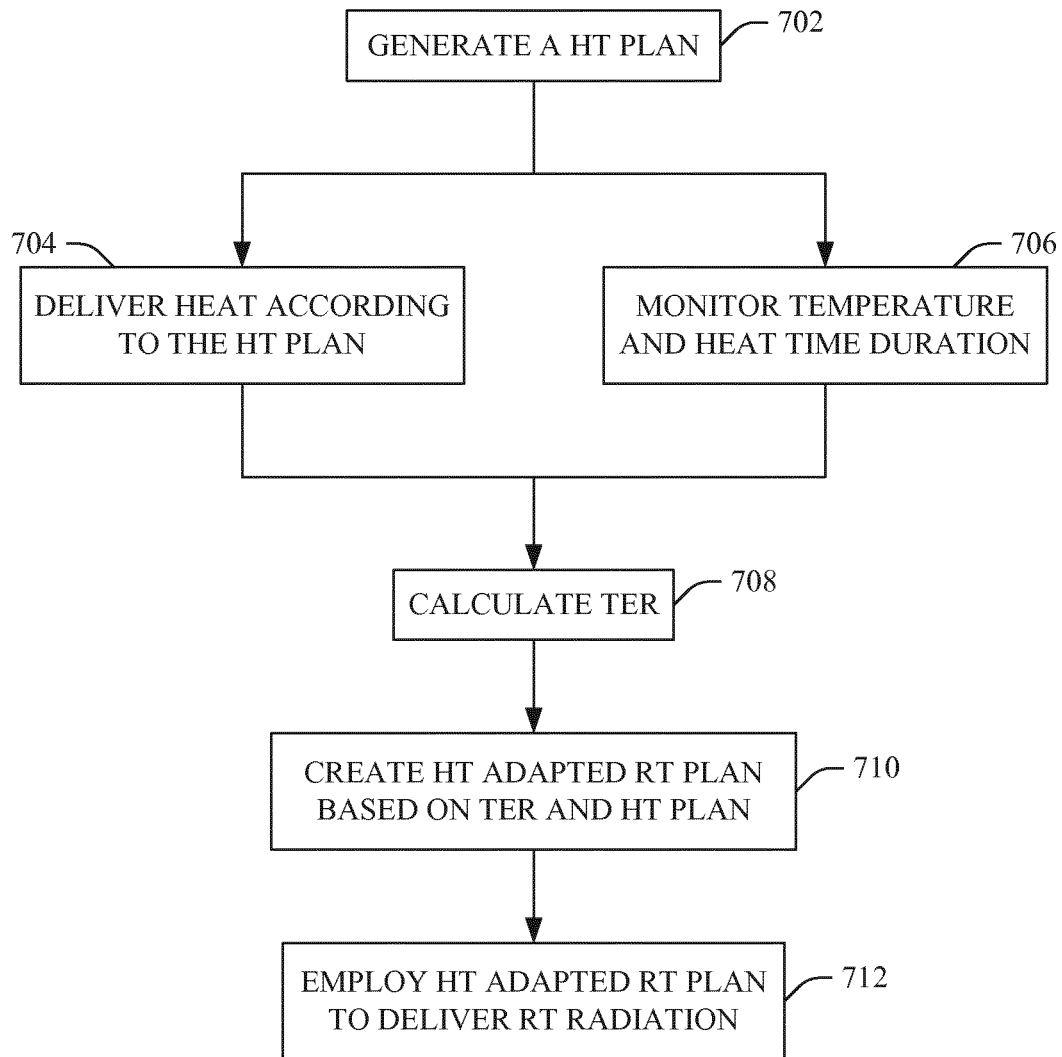 GENERATE A HT PLAN
702
704
DELIVER HEAT ACCORDING
TO THE HT PLAN
706
MONITOR TEMPERATURE
AND HEAT TIME DURATION
CALCULATE TER
708
CREATE HT ADAPTED RT PLAN
BASED ON TER AND HT PLAN
710
EMPLOY HT ADAPTED RT PLAN
TO DELIVER RT RADIATION
712